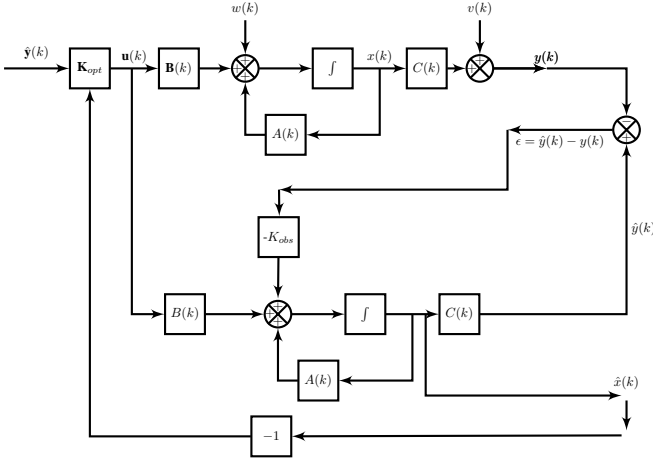 w(k)
v(k)
ŷ(k)
K_opt
u(k)
B(k)
∫
x(k)
C(k)
y(k)
A(k)
ϵ = ŷ(k) − y(k)
-K_obs
ŷ(k)
B(k)
∫
C(k)
A(k)
x̂(k)
−1